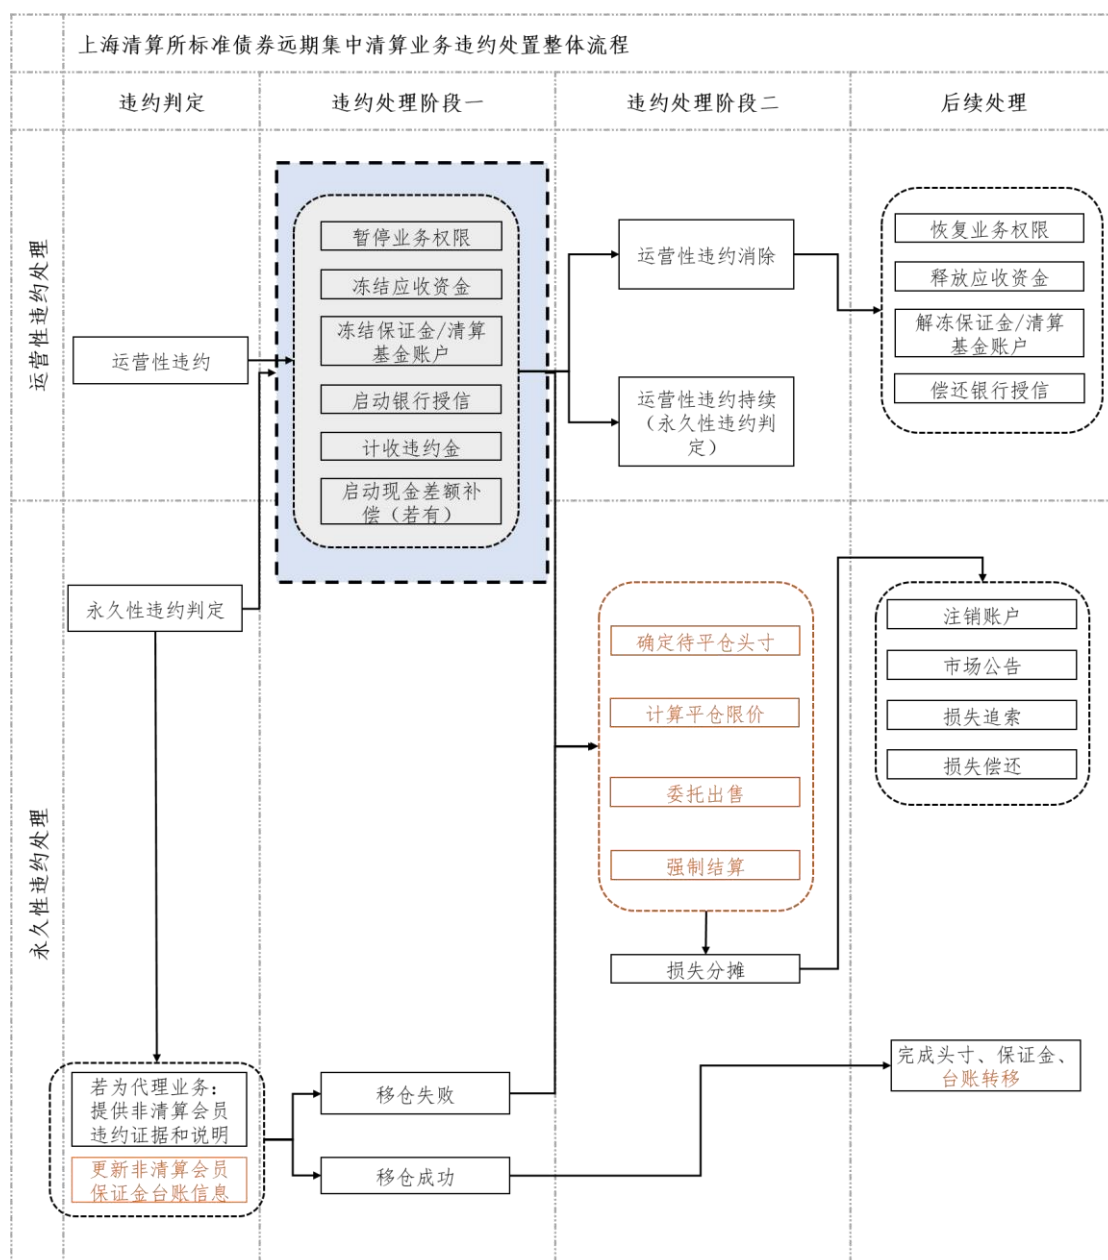 上海清算所标准债券远期集中清算业务违约处置整体流程
违约判定
违约处理阶段一
违约处理阶段二
后续处理
运营性违约处理
运营性违约
暂停业务权限
冻结应收资金
冻结保证金/清算
基金账户
启动银行授信
计收违约金
启动现金差额补
偿（若有）
运营性违约消除
运营性违约持续
（永久性违约判
定）
恢复业务权限
释放应收资金
解冻保证金/清算
基金账户
偿还银行授信
永久性违约处理
永久性违约判定
确定待平仓头寸
计算平仓限价
委托出售
强制结算
损失分摊
注销账户
市场公告
损失追索
损失偿还
若为代理业务：
提供非清算会员
违约证据和说明
更新非清算会员
保证金台账信息
移仓失败
移仓成功
完成头寸、保证金、
台账转移